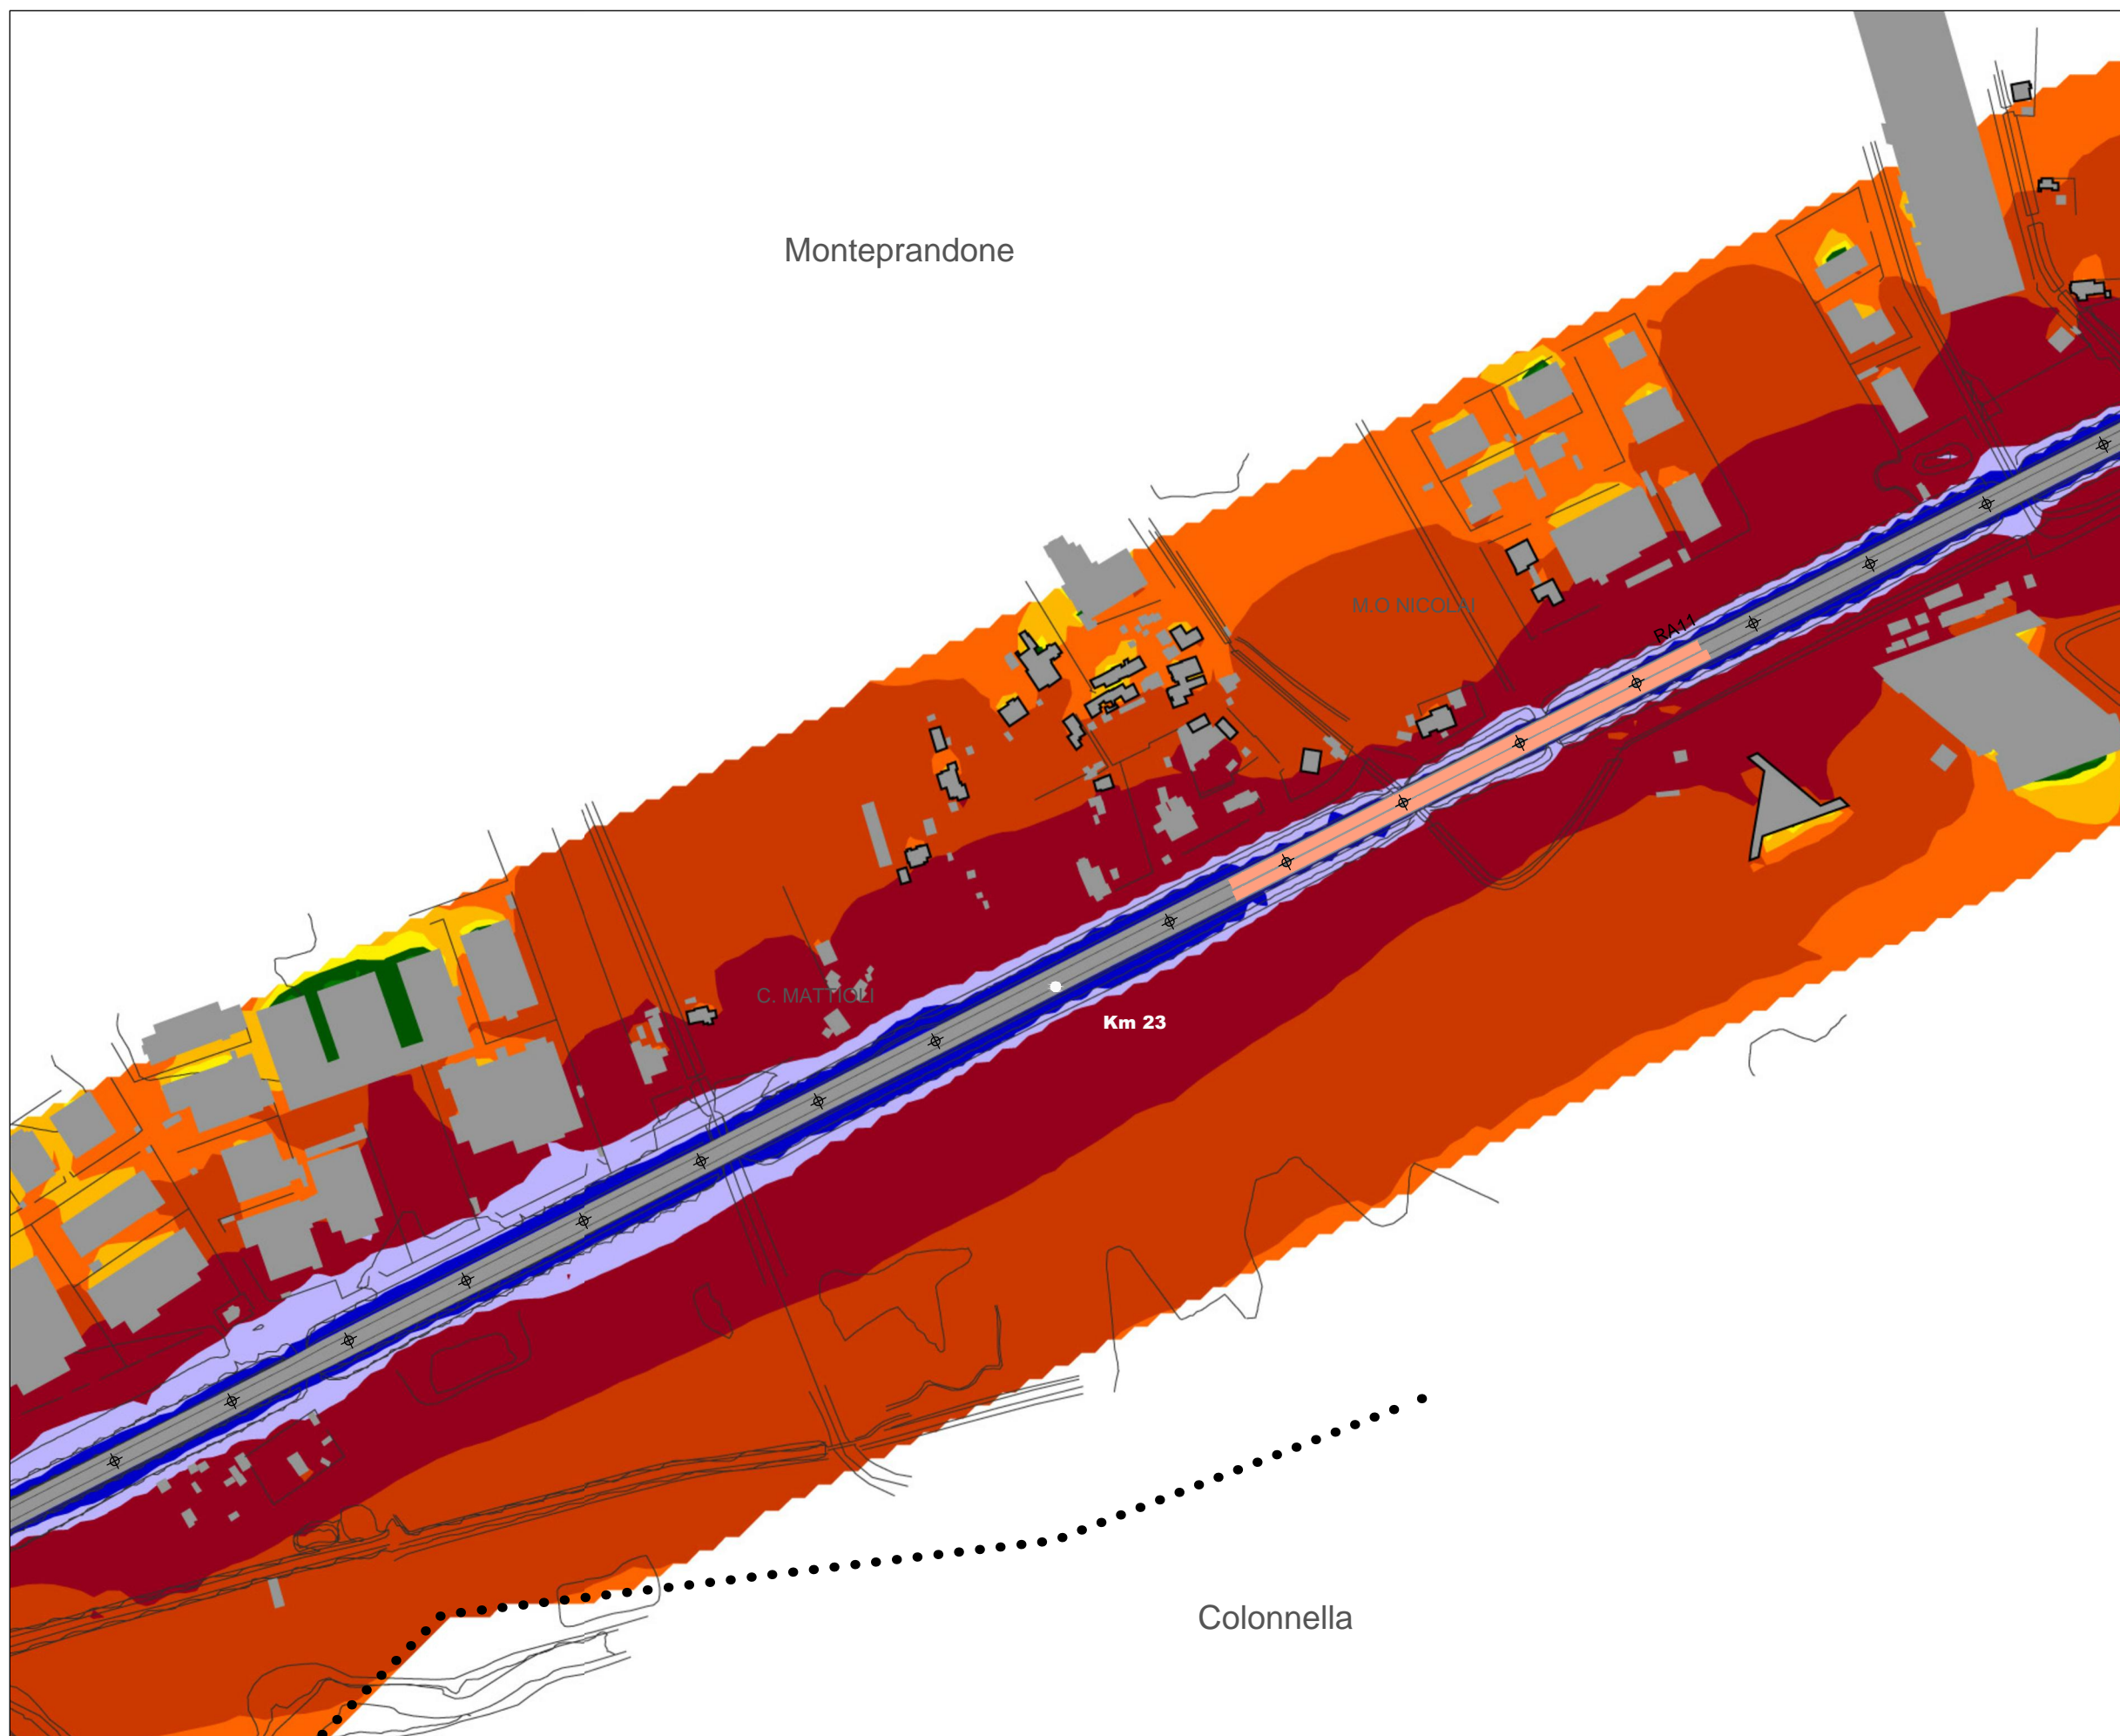 Monteprandone
M.O NICOLAI
RA11
C. MATTIOLI
Km 23
Colonnella